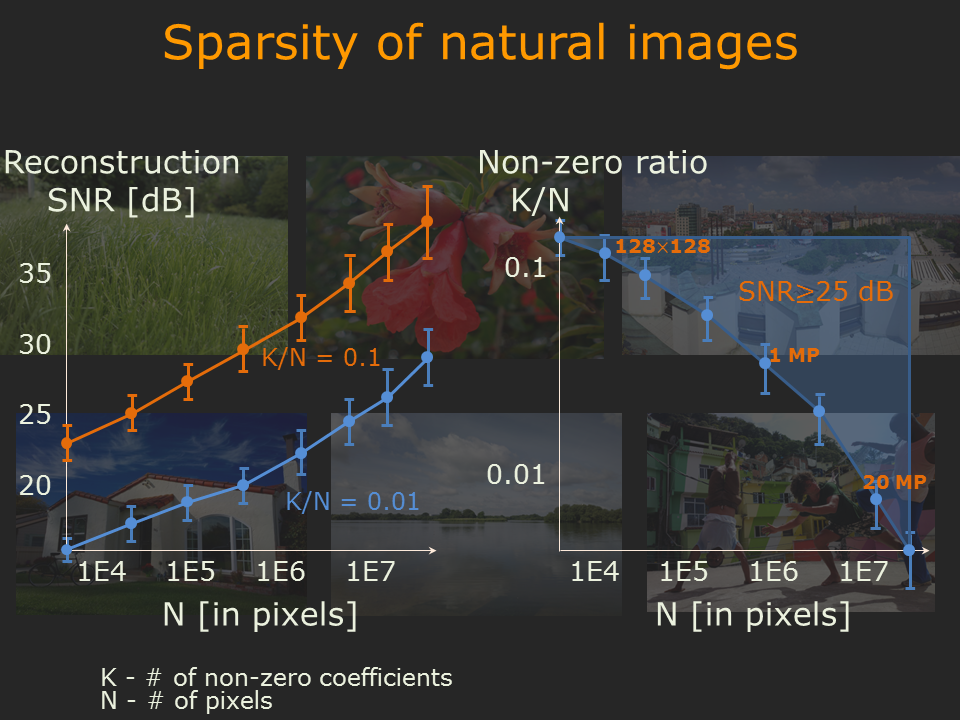 Sparsity of natural images
Reconstruction
SNR [dB]
35
30
25
20
K/N = 0.1
K/N = 0.01
1E4 1E5 1E6 1E7
N [in pixels]
Non-zero ratio
K/N
0.1
0.01
128×128
SNR≥25 dB
1 MP
20 MP
1E4 1E5 1E6 1E7
N [in pixels]
K - # of non-zero coefficients
N - # of pixels